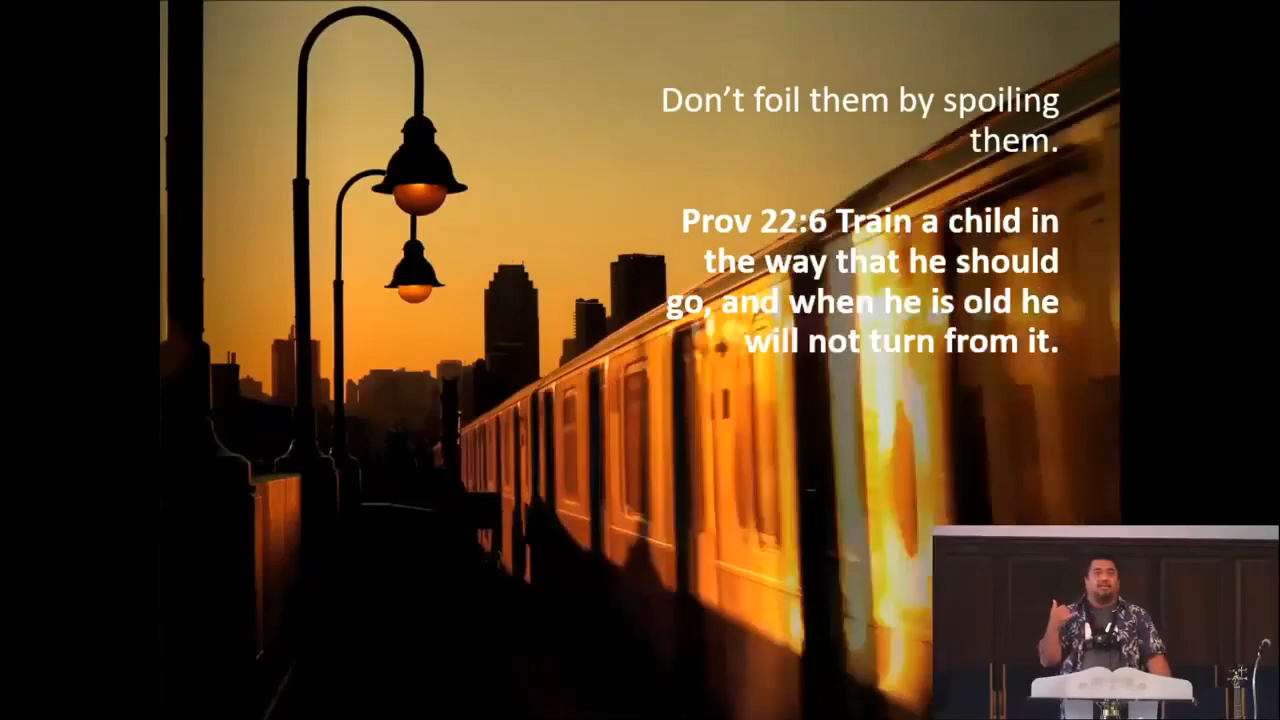 Don’t foil them by spoiling
them.
Prov 22:6 Train a child in
the way that he should
go, and when he is old he
will not turn from it.